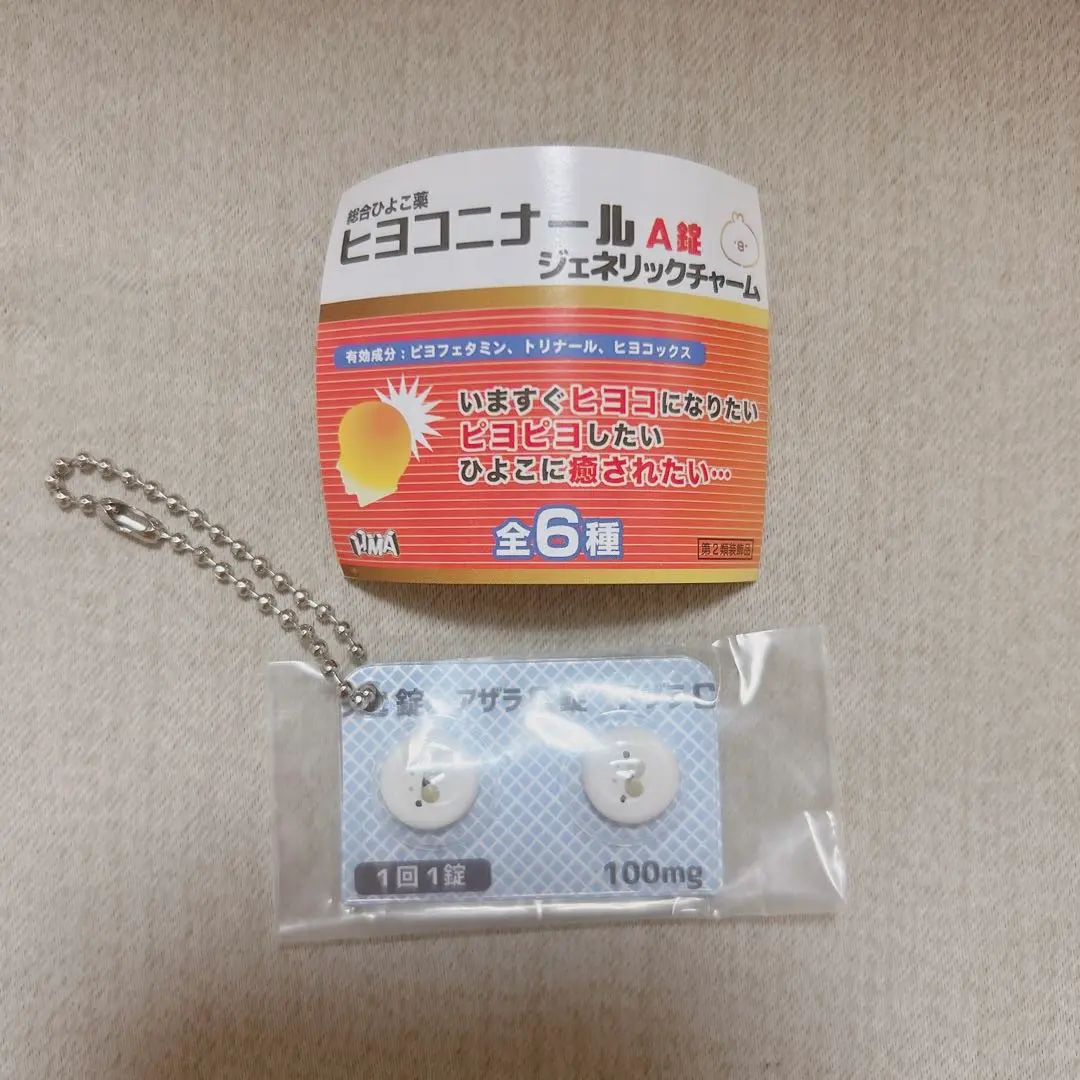 総合ひよこ薬
ヒヨコニナール A錠
ジェネリックチャーム
有効成分：ピヨフェタミン、トリナール、ヒヨコックス
いますぐヒヨコになりたい
ピヨピヨしたい
ひよこに癒されたい…
全6種
第2類装飾品
錠 アザラ 錠
1回1錠
100mg